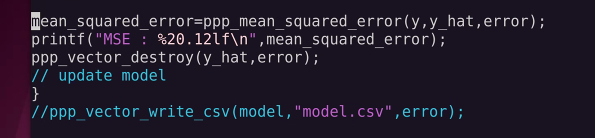 mean_squared_error=ppp_mean_squared_error(y,y_hat,error);
printf("MSE : %20.12lf\n",mean_squared_error);
ppp_vector_destroy(y_hat,error);
// update model
}
//ppp_vector_write_csv(model,"model.csv",error);